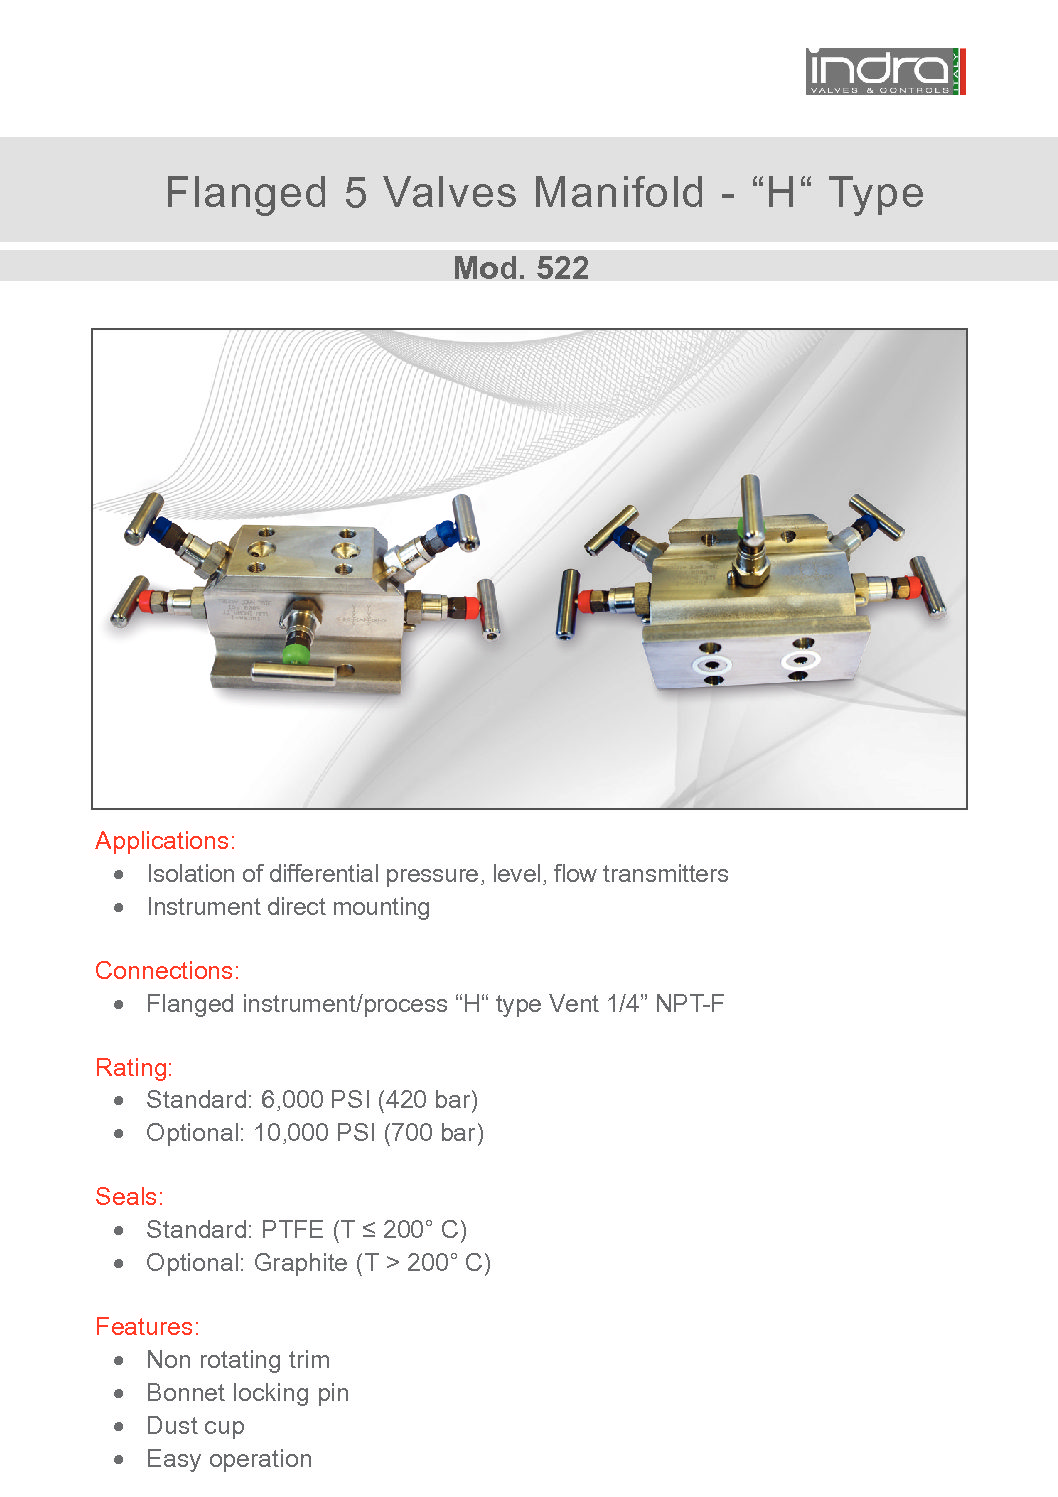 indra
VALVES & CONTROLS
ITALY
Flanged 5 Valves Manifold - “H“ Type
Mod. 522
Applications:
• Isolation of differential pressure, level, flow transmitters
• Instrument direct mounting
Connections:
• Flanged instrument/process “H“ type Vent 1/4” NPT-F
Rating:
• Standard: 6,000 PSI (420 bar)
• Optional: 10,000 PSI (700 bar)
Seals:
• Standard: PTFE (T ≤ 200° C)
• Optional: Graphite (T > 200° C)
Features:
• Non rotating trim
• Bonnet locking pin
• Dust cup
• Easy operation